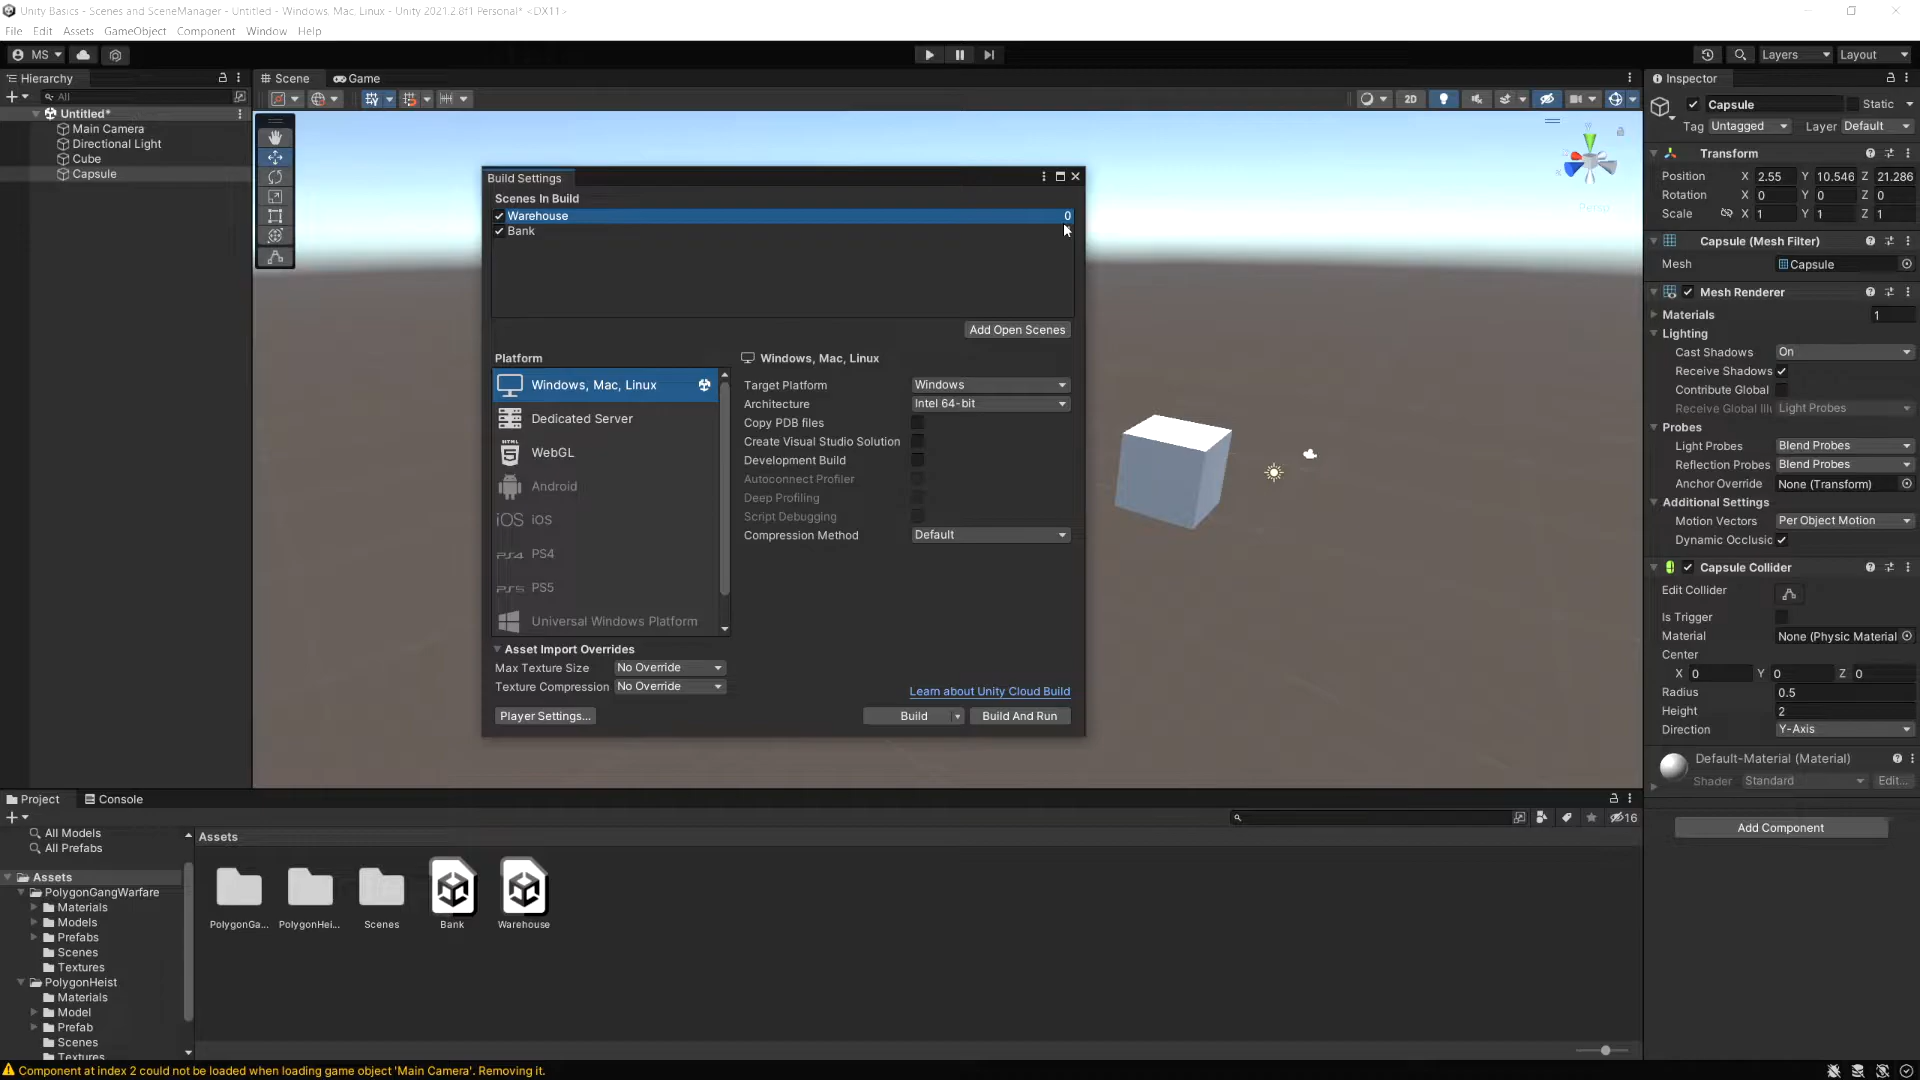 Unity Basics - Scenes and SceneManager - Untitled - Windows, Mac, Linux - Unity 2021.2.6f1 Personal* <DX11>
File Edit Assets GameObject Component Window Help
MS Layers Layout
Hierarchy
All
Untitled*
Main Camera
Directional Light
Cube
Capsule
Scene Game
2D
Persp
Build Settings
Scenes In Build
Warehouse 0
Bank
Add Open Scenes
Platform
Windows, Mac, Linux
Dedicated Server
WebGL
Android
iOS iOS
PS4
PS5
Universal Windows Platform
Windows, Mac, Linux
Target Platform Windows
Architecture Intel 64-bit
Copy PDB files
Create Visual Studio Solution
Development Build
Autoconnect Profiler
Deep Profiling
Script Debugging
Compression Method Default
Asset Import Overrides
Max Texture Size No Override
Texture Compression No Override
Learn about Unity Cloud Build
Player Settings... Build Build And Run
Inspector
Capsule Static
Tag Untagged Layer Default
Transform
Position X 2.55 Y 10.546 Z 21.286
Rotation X 0 Y 0 Z 0
Scale X 1 Y 1 Z 1
Capsule (Mesh Filter)
Mesh Capsule
Mesh Renderer
Materials 1
Lighting
Cast Shadows On
Receive Shadows
Contribute Global
Receive Global Illu Light Probes
Probes
Light Probes Blend Probes
Reflection Probes Blend Probes
Anchor Override None (Transform)
Additional Settings
Motion Vectors Per Object Motion
Dynamic Occlusic
Capsule Collider
Edit Collider
Is Trigger
Material None (Physic Material
Center
X 0 Y 0 Z 0
Radius 0.5
Height 2
Direction Y-Axis
Default-Material (Material)
Shader Standard Edit...
Add Component
Project Console
16
All Models
All Prefabs
Assets
PolygonGangWarfare
Materials
Models
Prefabs
Scenes
Textures
PolygonHeist
Materials
Model
Prefab
Scenes
Textures
Assets
PolygonGa... PolygonHei... Scenes Bank Warehouse
Component at index 2 could not be loaded when loading game object 'Main Camera'. Removing it.